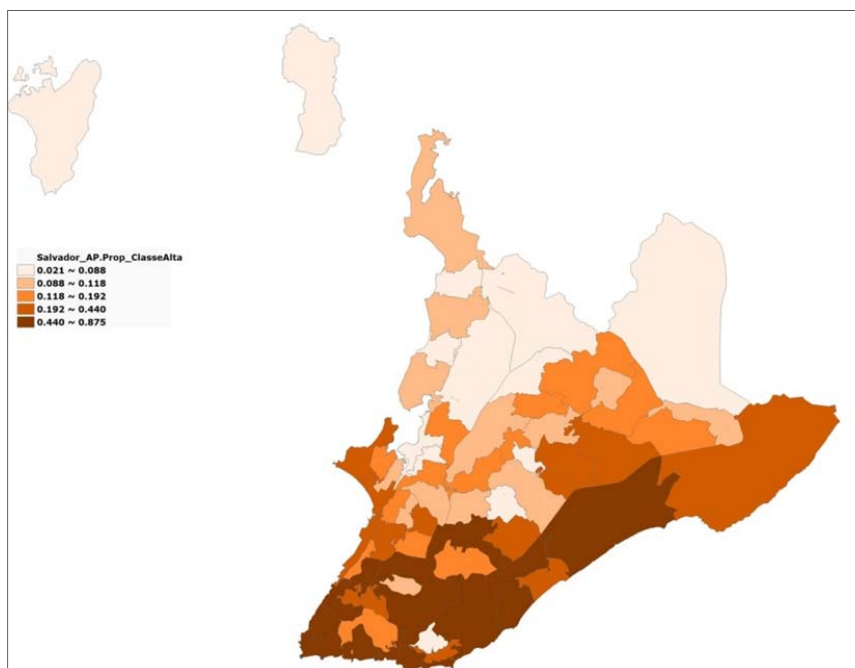 Salvador_AP.Prop_ClasseAlta
0.021 ~ 0.088
0.088 ~ 0.118
0.118 ~ 0.192
0.192 ~ 0.440
0.440 ~ 0.875